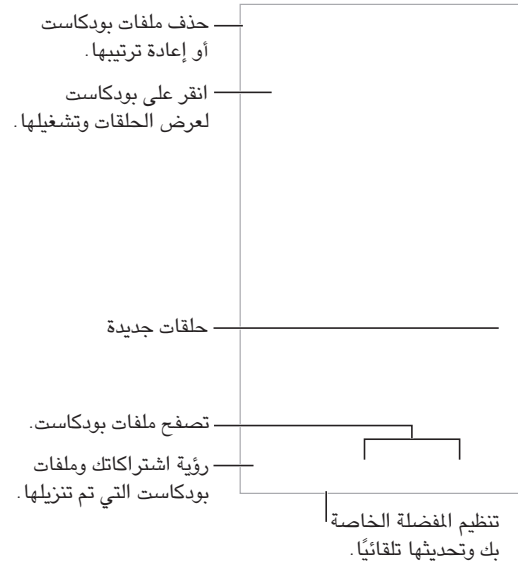 حذف ملفات بودكاست
أو إعادة ترتيبها.
انقر على بودكاست
لعرض الحلقات وتشغيلها.
حلقات جديدة
تصفح ملفات بودكاست.
رؤية اشتراكاتك وملفات
بودكاست التي تم تنزيلها.
تنظيم المفضلة الخاصة
بك وتحديثها تلقائيًا.